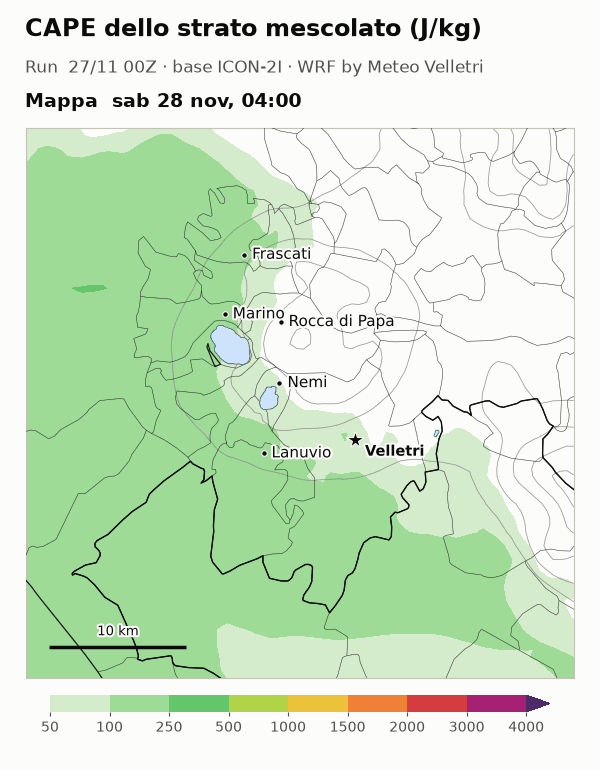 CAPE dello strato mescolato (J/kg)
Run  27/11 00Z · base ICON-2I · WRF by Meteo Velletri
Mappa  sab 28 nov, 04:00
Frascati
Marino
Rocca di Papa
Nemi
Velletri
Lanuvio
10 km
50 100 250 500 1000 1500 2000 3000 4000